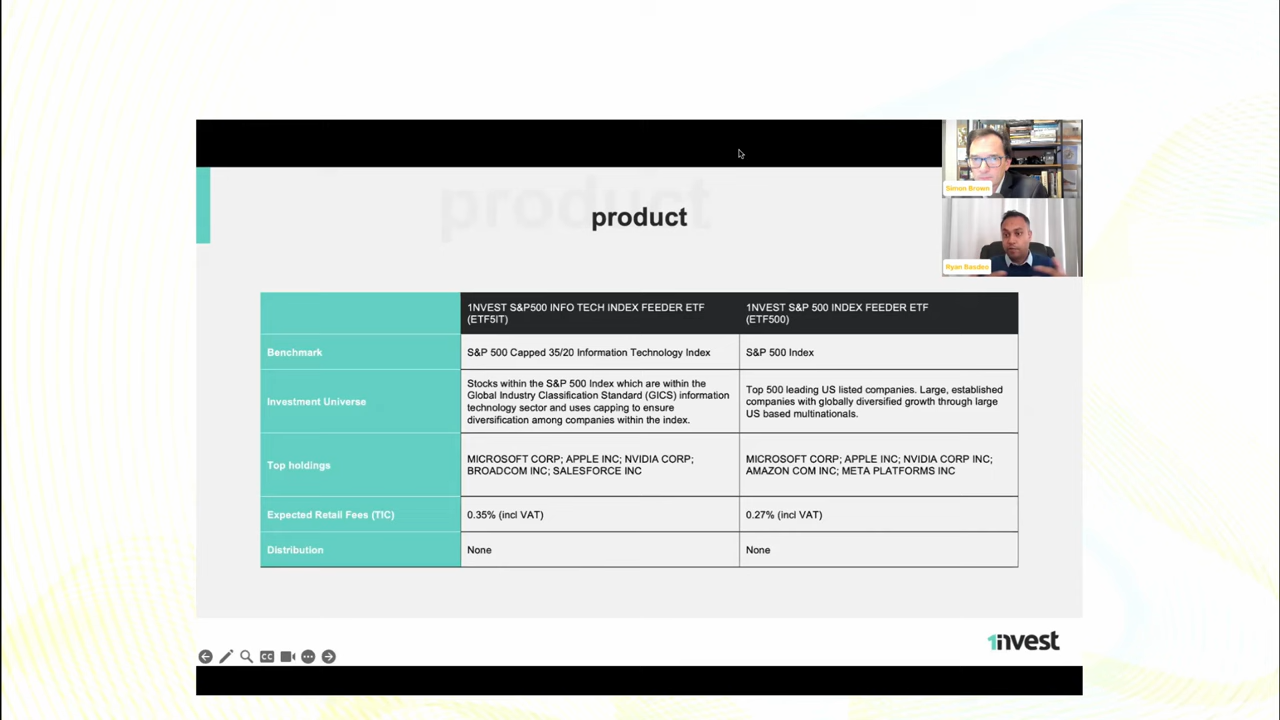 product
product
Simon Brown
Ryan Basdeo
1NVEST S&P500 INFO TECH INDEX FEEDER ETF
(ETF5IT)
1NVEST S&P 500 INDEX FEEDER ETF
(ETF500)
Benchmark
S&P 500 Capped 35/20 Information Technology Index
S&P 500 Index
Investment Universe
Stocks within the S&P 500 Index which are within the
Global Industry Classification Standard (GICS) information
technology sector and uses capping to ensure
diversification among companies within the index.
Top 500 leading US listed companies. Large, established
companies with globally diversified growth through large
US based multinationals.
Top holdings
MICROSOFT CORP; APPLE INC; NVIDIA CORP;
BROADCOM INC; SALESFORCE INC
MICROSOFT CORP; APPLE INC; NVIDIA CORP INC;
AMAZON COM INC; META PLATFORMS INC
Expected Retail Fees (TIC)
0.35% (incl VAT)
0.27% (incl VAT)
Distribution
None
None
1nvest
CC